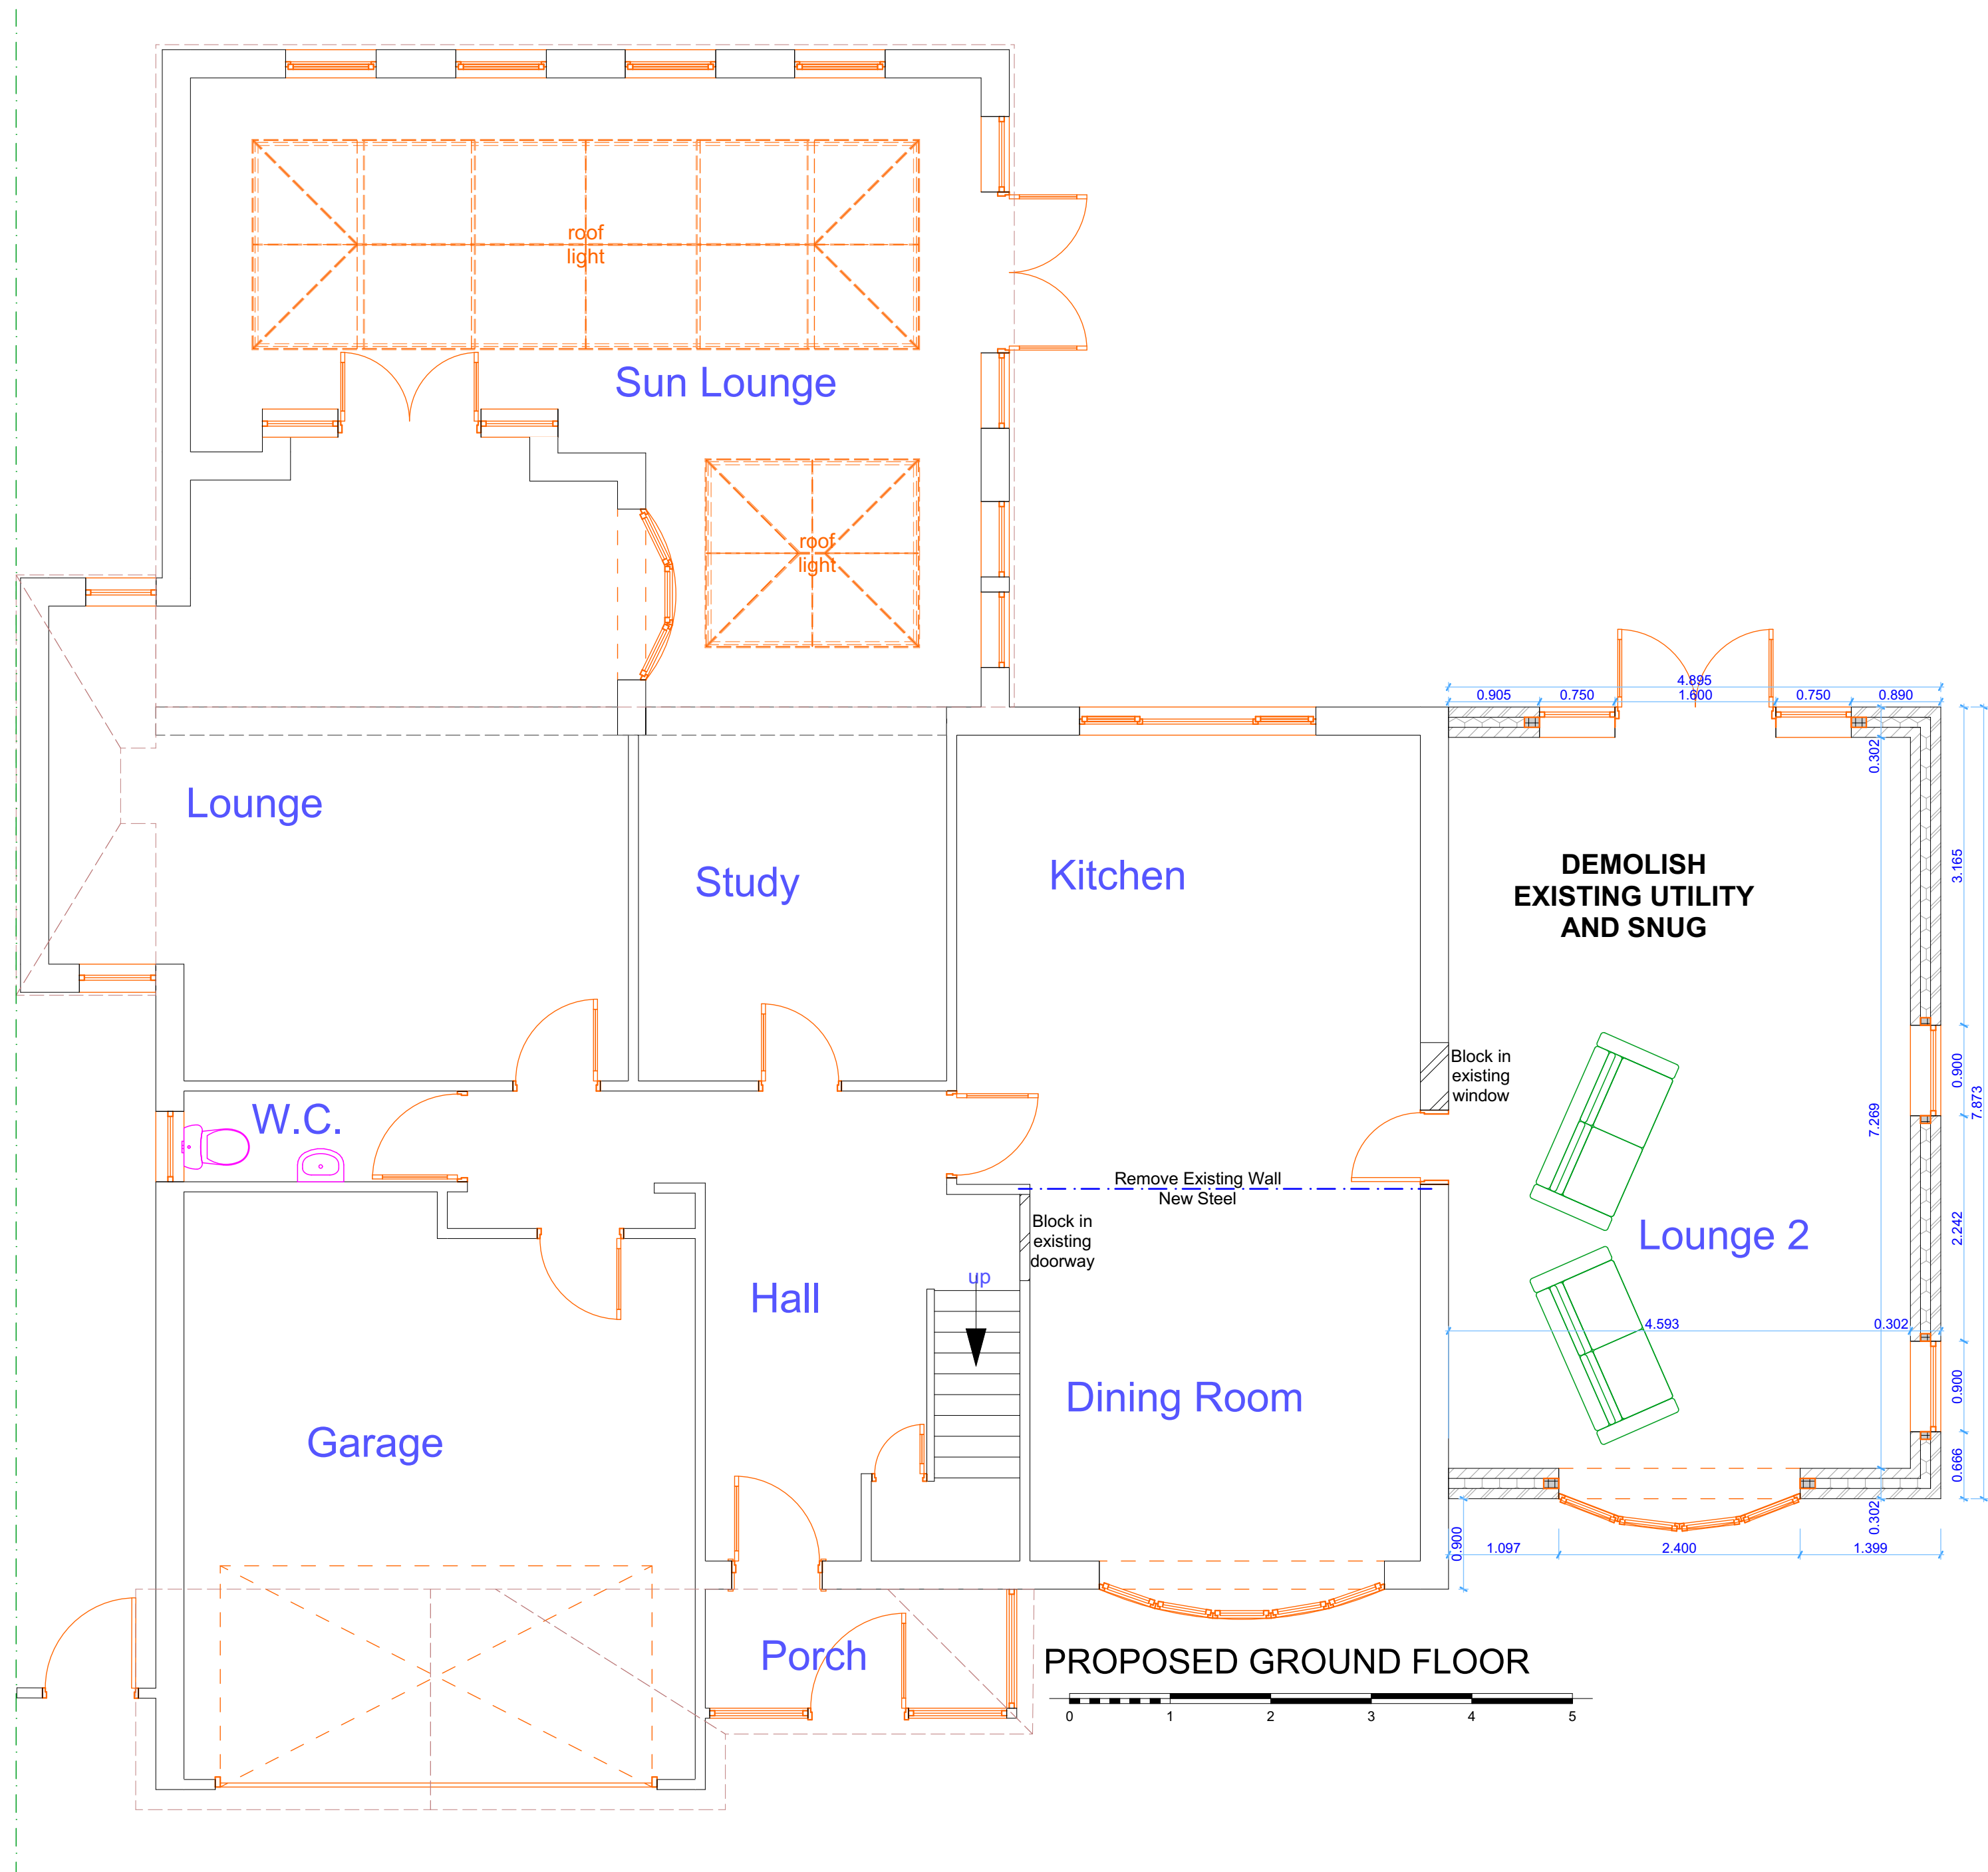 roof
light
Sun Lounge
roof
light
4.895
0.905
0.750
1.600
0.750
0.890
0.302
Lounge
Study
Kitchen
DEMOLISH
EXISTING UTILITY
AND SNUG
3.165
Block in
existing
window
0.900
7.873
7.269
W.C.
Remove Existing Wall
New Steel
Block in
existing
doorway
Lounge 2
2.242
up
Hall
4.593
0.302
Dining Room
0.900
Garage
0.666
0.302
0.900
1.097
2.400
1.399
Porch
PROPOSED GROUND FLOOR
0 1 2 3 4 5